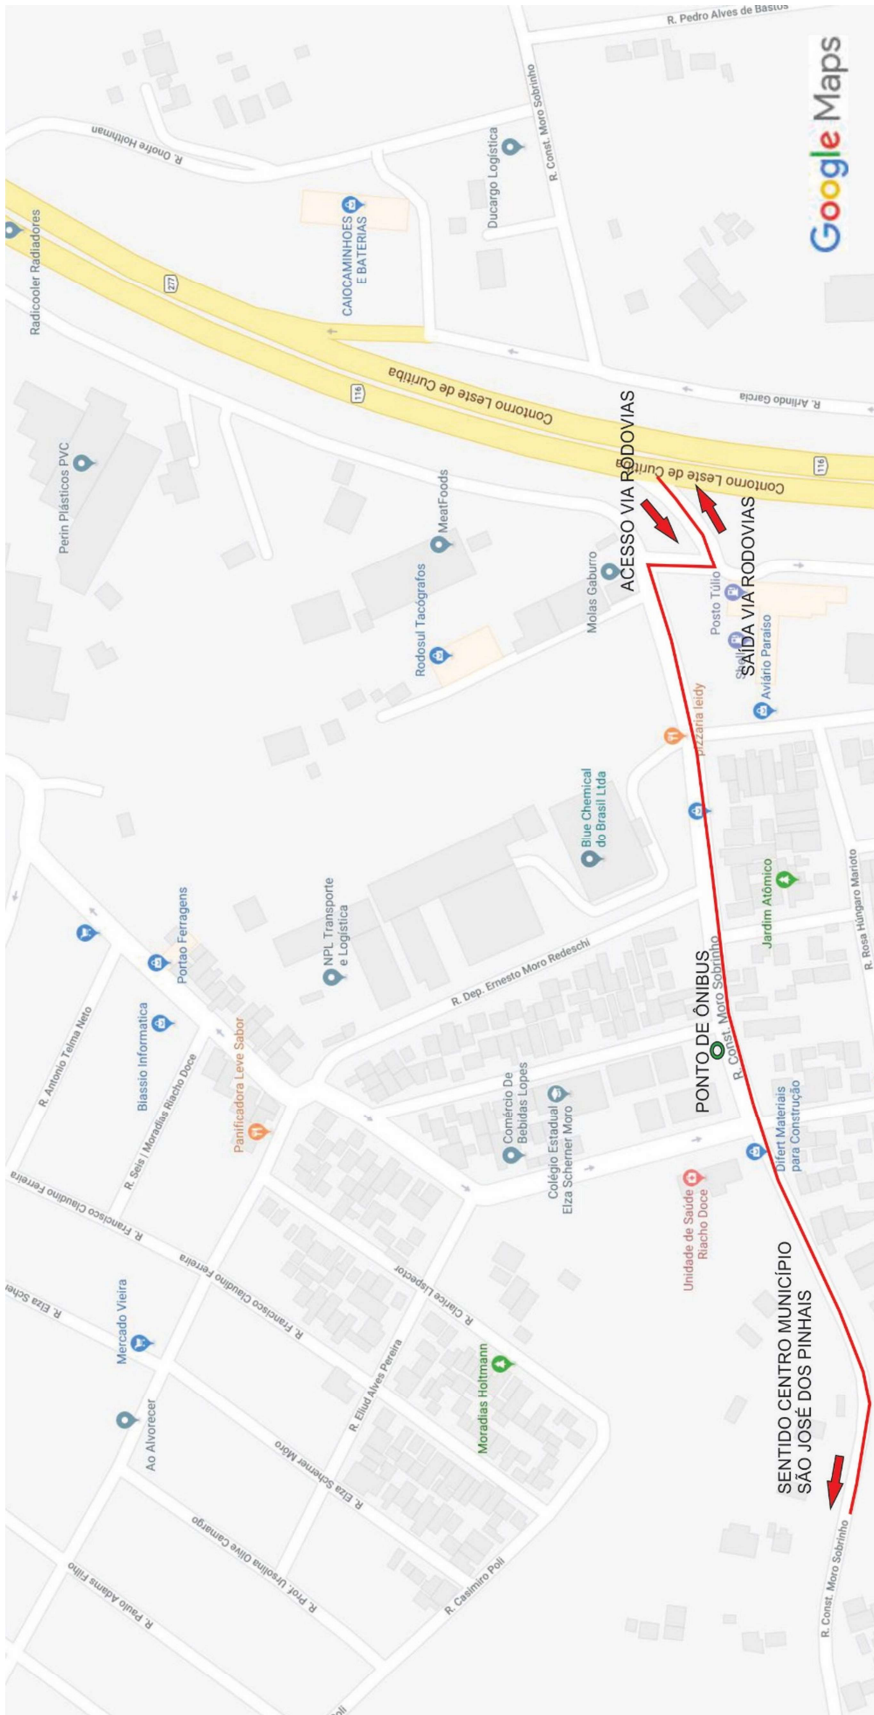 R. Pedro Alves de Bastos
Google Maps
R. Const. Moro Sobrinho
Ducargo Logística
R. Onofre Holthman
CAIOCAMINHOES
E BATERIAS
Radicooler Radiadores
277
116
Contorno Leste de Curitiba
R. Arlindo Garcia
Contorno Leste de Curitiba
116
ACESSO VIA RODOVIAS
SAÍDA VIA RODOVIAS
Perin Plásticos PVC
MeatFoods
Rodosul Tacógrafos
Molas Gaburro
Posto Túlio
Shell
Aviário Paraíso
pizzaria leidy
Blue Chemical
do Brasil Ltda
Jardim Atômico
R. Rosa Húngaro Marioto
Portao Ferragens
NPL Transporte
e Logística
R. Dep. Ernesto Moro Redeschi
PONTO DE ÔNIBUS
R. Const. Moro Sobrinho
R. Antonio Telma Neto
Biassio Informatica
R. Seis | Moradias Riacho Doce
Panificadora Leve Sabor
Comércio De
Bebidas Lopes
Colégio Estadual
Elza Scherner Moro
Difert Materiais
para Construção
Unidade de Saúde
Riacho Doce
R. Francisco Claudino Ferreira
R. Francisco Claudino Ferreira
R. Clarice Lispector
R. Elza Scher
Mercado Vieira
Ao Alvorecer
R. Eliud Alves Pereira
Moradias Holtmann
SENTIDO CENTRO MUNICÍPIO
SÃO JOSÉ DOS PINHAIS
R. Elza Scherner Móro
R. Prof. Ursolina Olive Camargo
R. Paulo Adams Filho
R. Casimiro Poli
R. Const. Moro Sobrinho
oli